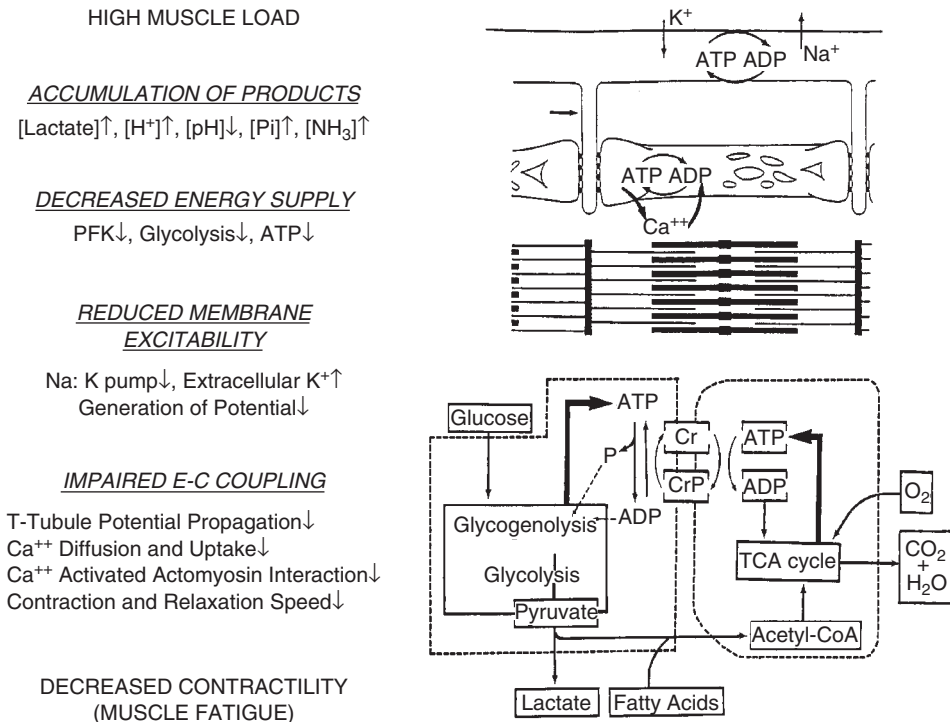 HIGH MUSCLE LOAD
ACCUMULATION OF PRODUCTS
[Lactate]↑, [H⁺]↑, [pH]↓, [Pi]↑, [NH₃]↑
DECREASED ENERGY SUPPLY
PFK↓, Glycolysis↓, ATP↓
REDUCED MEMBRANE
EXCITABILITY
Na: K pump↓, Extracellular K⁺↑
Generation of Potential↓
IMPAIRED E-C COUPLING
T-Tubule Potential Propagation↓
Ca⁺⁺ Diffusion and Uptake↓
Ca⁺⁺ Activated Actomyosin Interaction↓
Contraction and Relaxation Speed↓
DECREASED CONTRACTILITY
(MUSCLE FATIGUE)
K⁺
ATP ADP Na⁺
ATP ADP
Ca⁺⁺
Glucose
ATP
P
Cr
ATP
CrP
ADP
O₂
Glycogenolysis
ADP
Glycolysis
TCA cycle
CO₂
+
H₂O
Pyruvate
Acetyl-CoA
Lactate
Fatty Acids